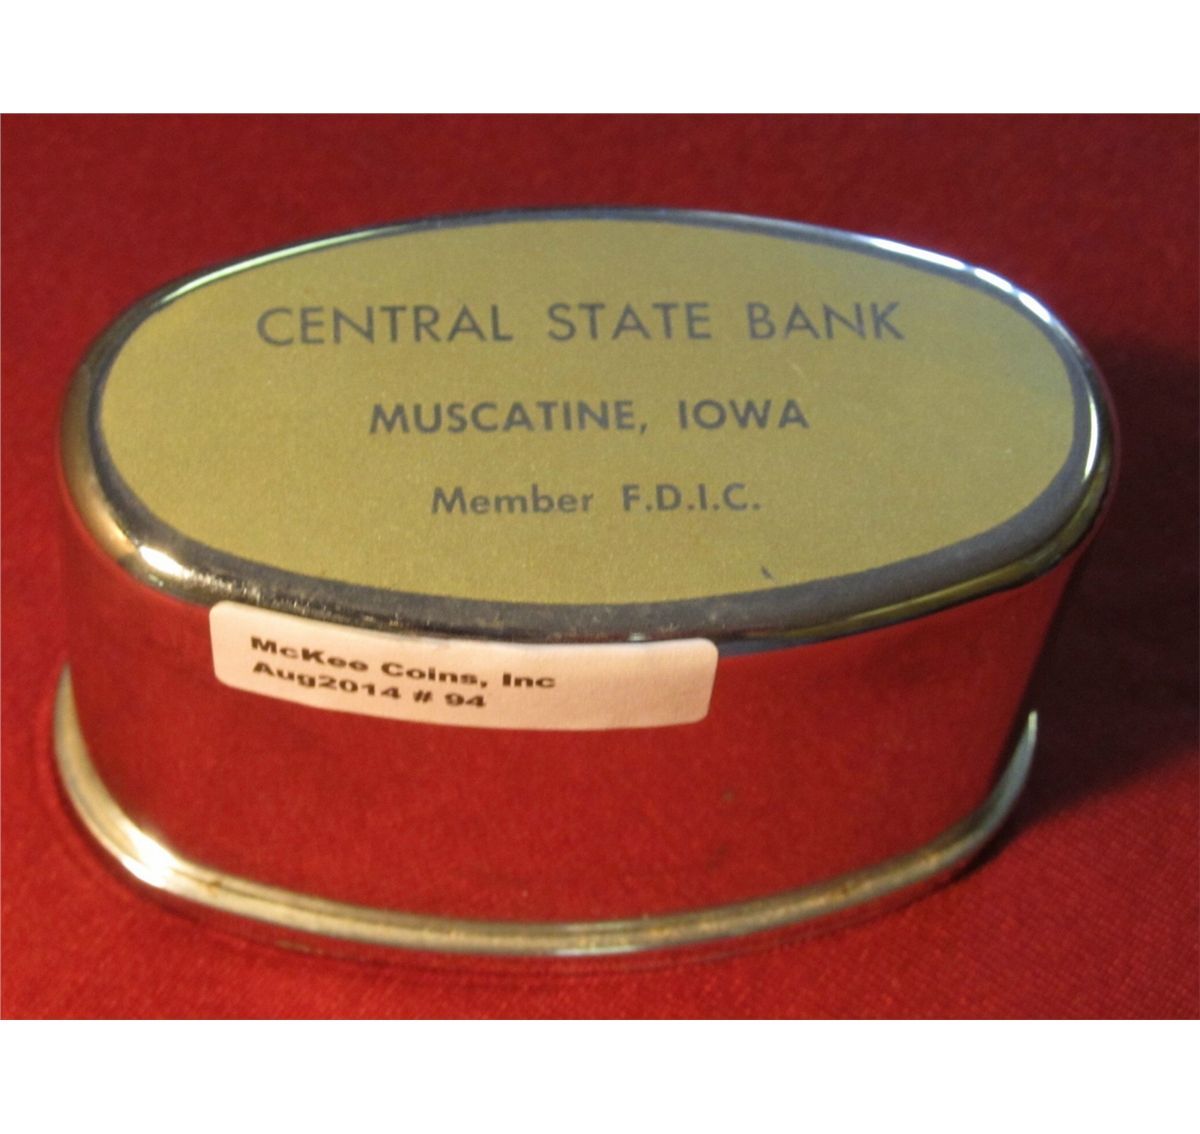 CENTRAL STATE BANK
MUSCATINE, IOWA
Member F.D.I.C.
McKee Coins, Inc
Aug2014 # 94